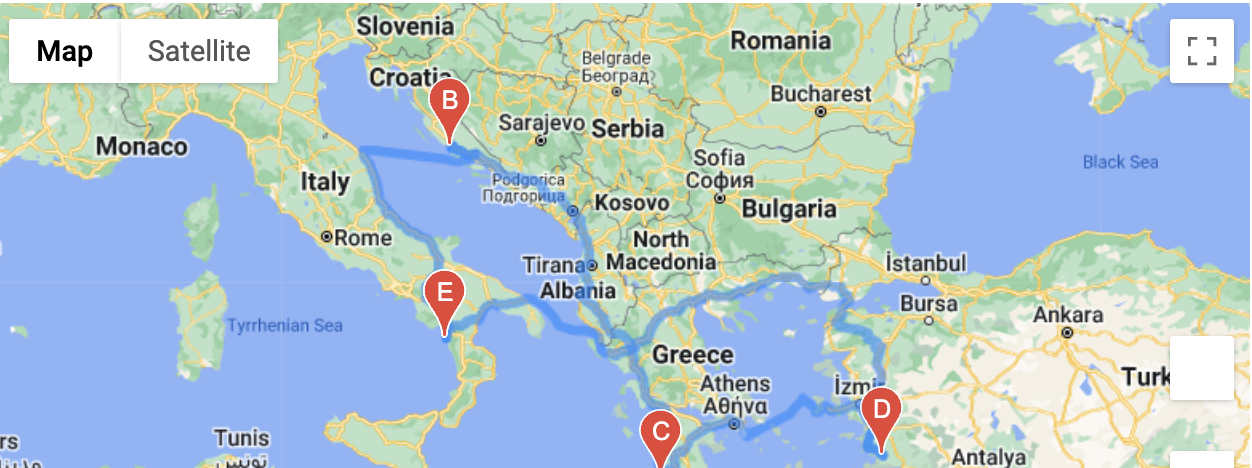 Map
Satellite
Slovenia
Croatia
B
Belgrade
Београд
Romania
Bucharest
Monaco
Sarajevo
Serbia
Black Sea
Italy
Podgorica
Подгорица
Kosovo
Sofia
София
Bulgaria
Rome
North
Macedonia
Tirana
Albania
İstanbul
E
Bursa
Tyrrhenian Sea
Ankara
Greece
Athens
Αθήνα
D
C
Tunis
تونس
Antalya